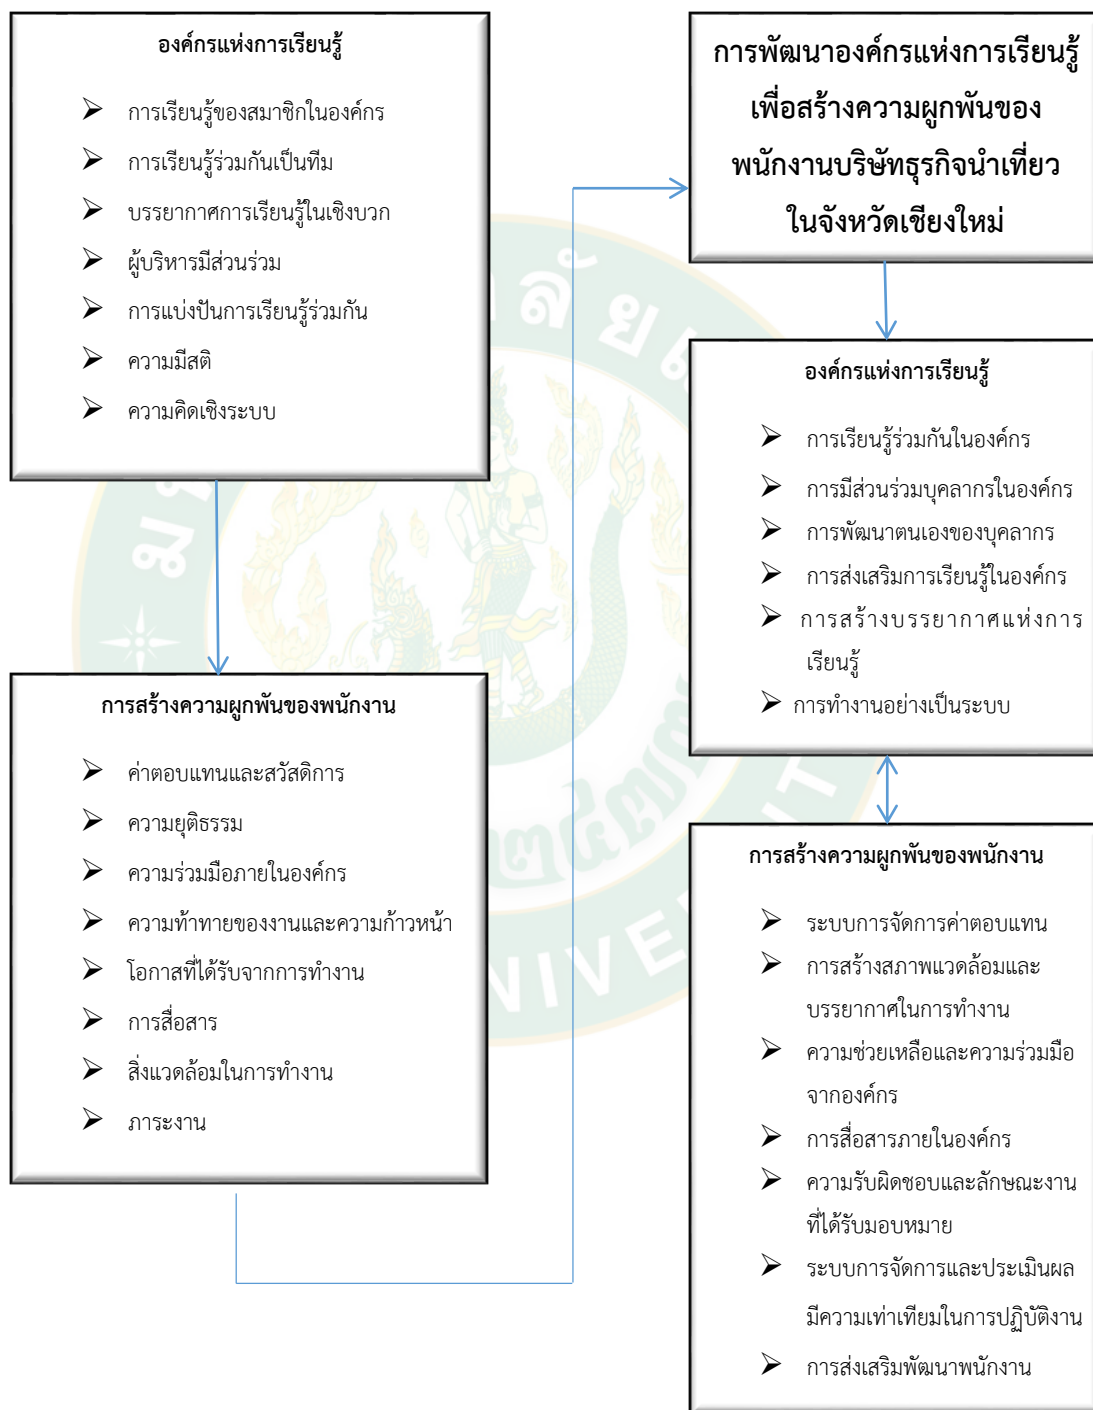 องค์กรแห่งการเรียนรู้
➤ การเรียนรู้ของสมาชิกในองค์กร
➤ การเรียนรู้ร่วมกันเป็นทีม
➤ บรรยากาศการเรียนรู้ในเชิงบวก
➤ ผู้บริหารมีส่วนร่วม
➤ การแบ่งปันการเรียนรู้ร่วมกัน
➤ ความมีสติ
➤ ความคิดเชิงระบบ
การสร้างความผูกพันของพนักงาน
➤ ค่าตอบแทนและสวัสดิการ
➤ ความยุติธรรม
➤ ความร่วมมือภายในองค์กร
➤ ความท้าทายของงานและความก้าวหน้า
➤ โอกาสที่ได้รับจากการทำงาน
➤ การสื่อสาร
➤ สิ่งแวดล้อมในการทำงาน
➤ ภาระงาน
การพัฒนาองค์กรแห่งการเรียนรู้
เพื่อสร้างความผูกพันของ
พนักงานบริษัทธุรกิจนำเที่ยว
ในจังหวัดเชียงใหม่
องค์กรแห่งการเรียนรู้
➤ การเรียนรู้ร่วมกันในองค์กร
➤ การมีส่วนร่วมบุคลากรในองค์กร
➤ การพัฒนาตนเองของบุคลากร
➤ การส่งเสริมการเรียนรู้ในองค์กร
➤ การสร้างบรรยากาศแห่งการ
เรียนรู้
➤ การทำงานอย่างเป็นระบบ
การสร้างความผูกพันของพนักงาน
➤ ระบบการจัดการค่าตอบแทน
➤ การสร้างสภาพแวดล้อมและ
บรรยากาศในการทำงาน
➤ ความช่วยเหลือและความร่วมมือ
จากองค์กร
➤ การสื่อสารภายในองค์กร
➤ ความรับผิดชอบและลักษณะงาน
ที่ได้รับมอบหมาย
➤ ระบบการจัดการและประเมินผล
มีความเท่าเทียมในการปฏิบัติงาน
➤ การส่งเสริมพัฒนาพนักงาน